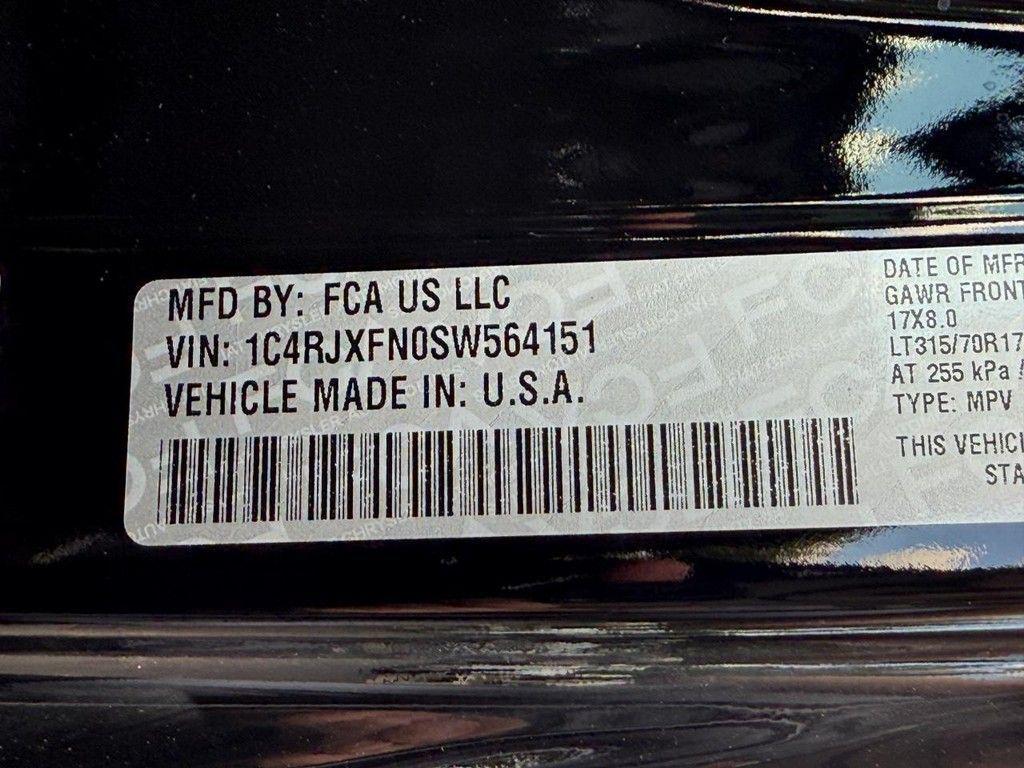 MFD BY: FCA US LLC
VIN: 1C4RJXFN0SW564151
VEHICLE MADE IN: U.S.A.
DATE OF MFR
GAWR FRONT
17X8.0
LT315/70R17
AT 255 kPa
TYPE: MPV
THIS VEHICL
STA